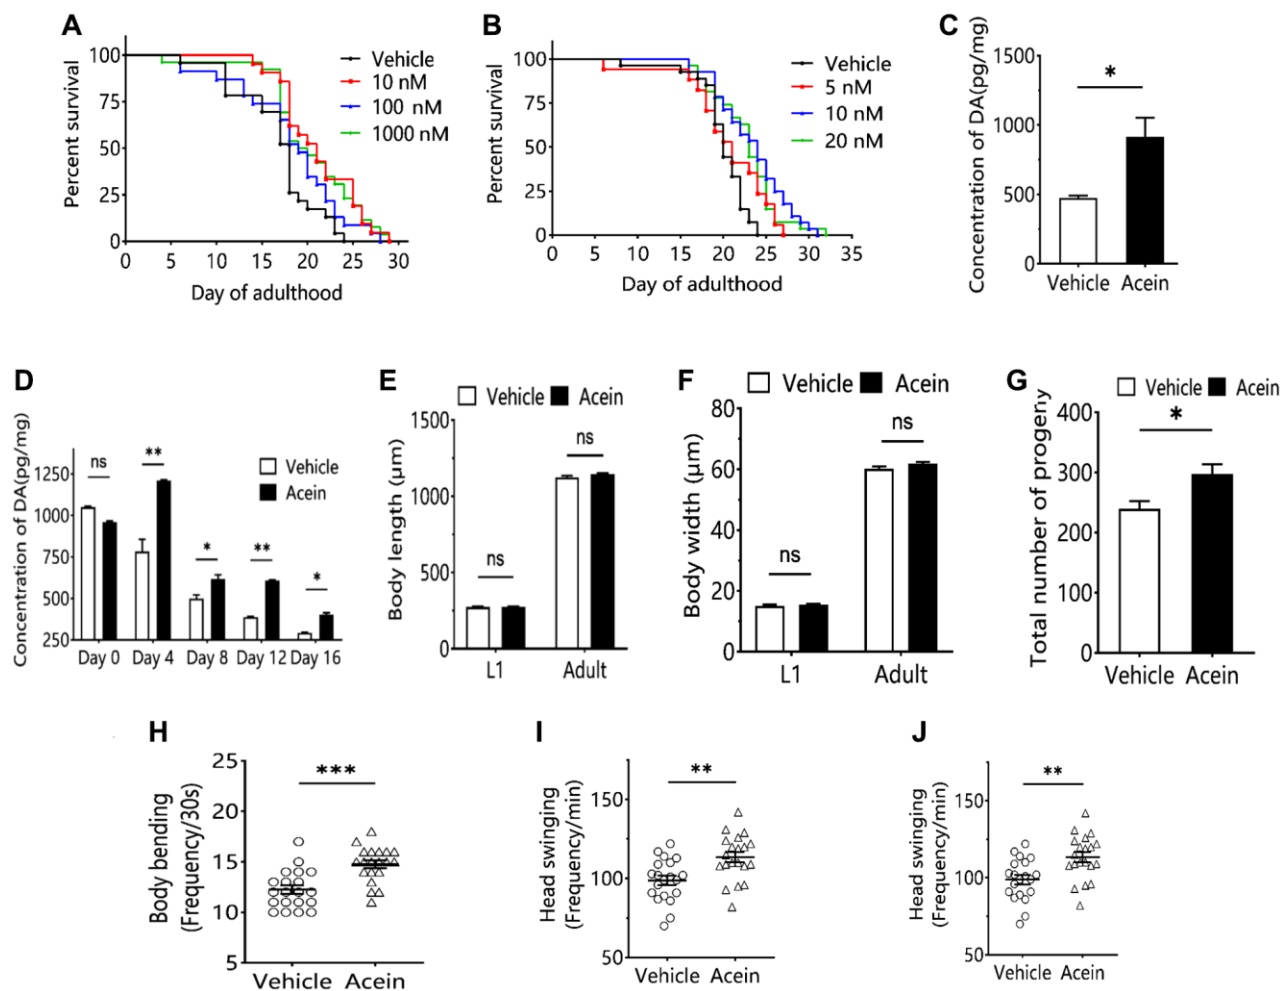 A
Percent survival
100
75
50
25
0
0 5 10 15 20 25 30
Day of adulthood
Vehicle
10 nM
100 nM
1000 nM
B
Percent survival
100
75
50
25
0
0 5 10 15 20 25 30 35
Day of adulthood
Vehicle
5 nM
10 nM
20 nM
C
Concentration of DA(pg/mg)
1500
1000
500
0
*
Vehicle Acein
D
Concentration of DA(pg/mg)
1250
1000
750
500
250
ns ** * ** *
Vehicle
Acein
Day 0 Day 4 Day 8 Day 12 Day 16
E
Vehicle Acein
Body length (μm)
1500
1000
500
0
ns
ns
L1 Adult
F
Vehicle Acein
Body width (μm)
80
60
40
20
0
ns
ns
L1 Adult
G
Vehicle Acein
Total number of progeny
400
300
200
100
0
*
Vehicle Acein
H
Body bending
(Frequency/30s)
25
20
15
10
5
***
Vehicle Acein
I
Head swinging
(Frequency/min)
150
100
50
**
Vehicle Acein
J
Head swinging
(Frequency/min)
150
100
50
**
Vehicle Acein